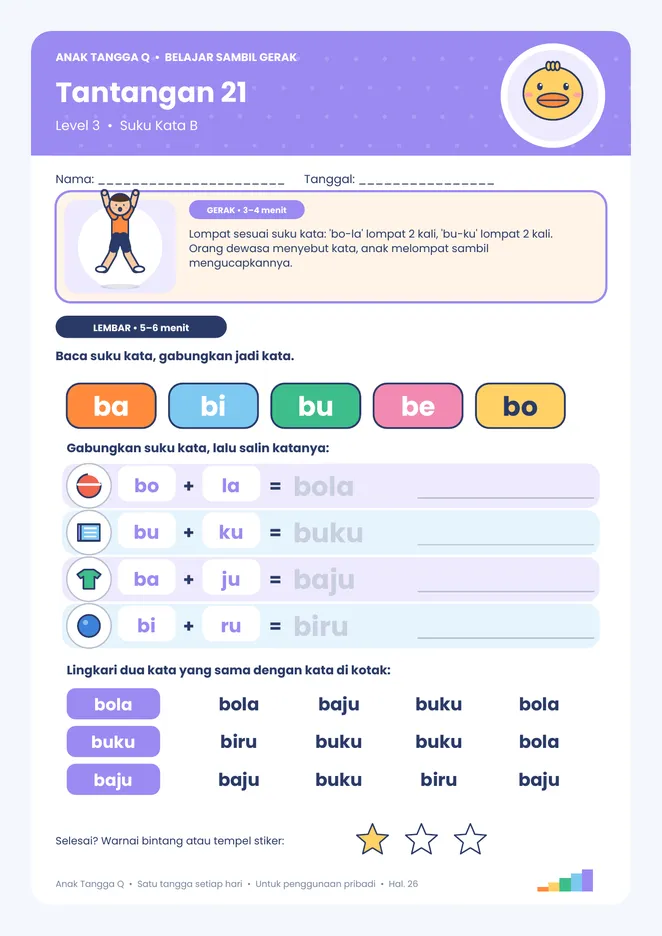 ANAK TANGGA Q • BELAJAR SAMBIL GERAK
Tantangan 21
Level 3 • Suku Kata B
Nama: ______________________ Tanggal: ________________
GERAK • 3–4 menit
Lompat sesuai suku kata: 'bo-la' lompat 2 kali, 'bu-ku' lompat 2 kali.
Orang dewasa menyebut kata, anak melompat sambil
mengucapkannya.
LEMBAR • 5–6 menit
Baca suku kata, gabungkan jadi kata.
ba bi bu be bo
Gabungkan suku kata, lalu salin katanya:
bo + la = bola
bu + ku = buku
ba + ju = baju
bi + ru = biru
Lingkari dua kata yang sama dengan kata di kotak:
bola bola baju buku bola
buku biru buku buku bola
baju baju buku biru baju
Selesai? Warnai bintang atau tempel stiker:
Anak Tangga Q • Satu tangga setiap hari • Untuk penggunaan pribadi • Hal. 26